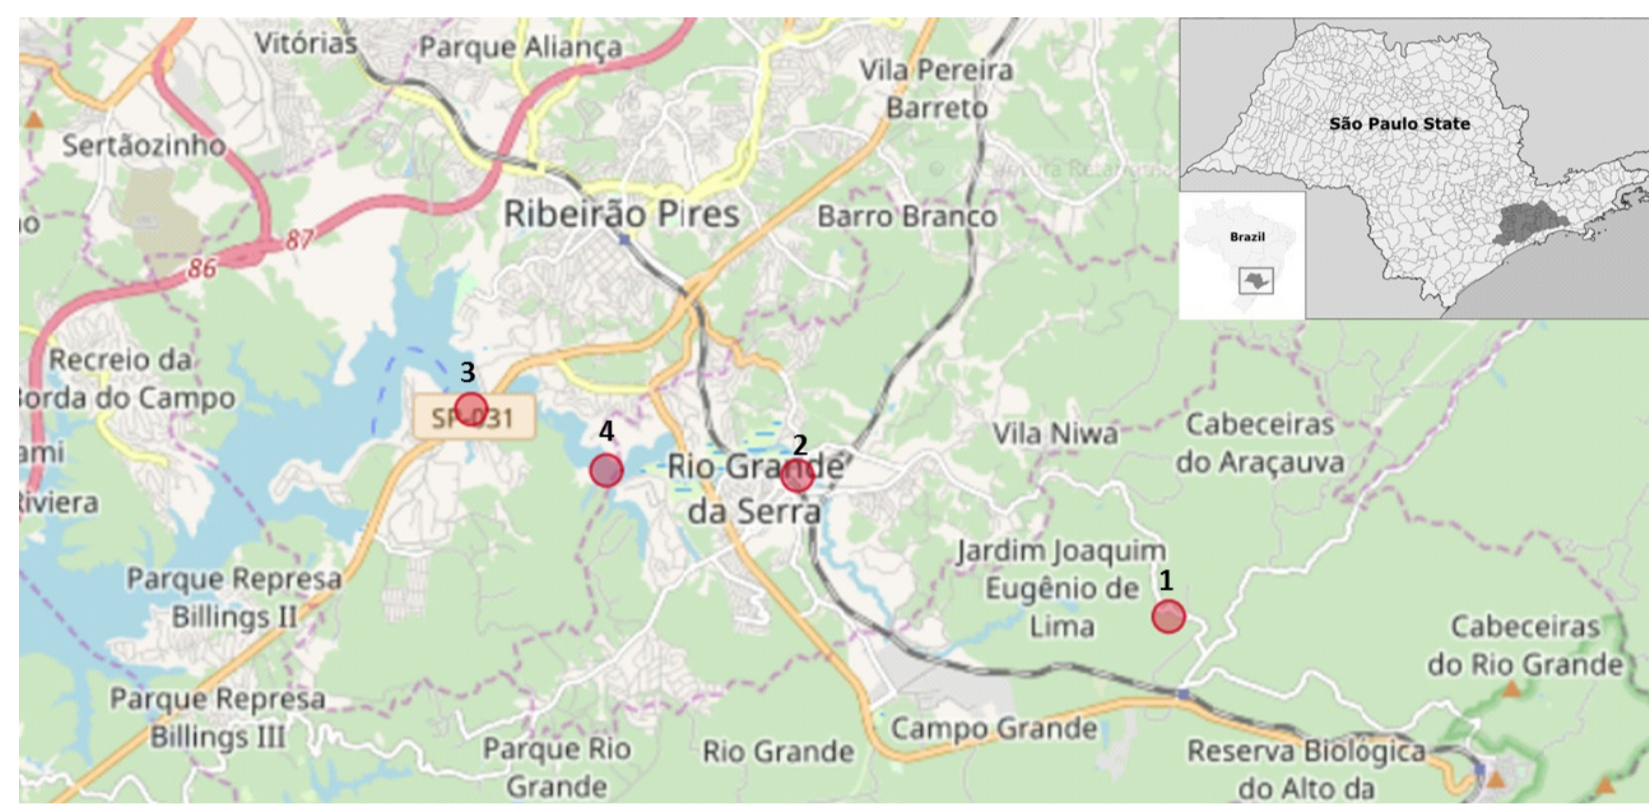 Vitórias
Parque Aliança
Vila Pereira
Barreto
São Paulo State
Sertãozinho
Captura Retangular
Ribeirão Pires
Barro Branco
Brazil
87
86
Recreio da
Borda do Campo
3
SP-031
4
2
Rio Grande
da Serra
Vila Niwa
Cabeceiras
do Araçauva
ami
Riviera
Jardim Joaquim
Eugênio de
Lima
1
Parque Represa
Billings II
Cabeceiras
do Rio Grande
Parque Represa
Billings III
Parque Rio
Grande
Rio Grande
Campo Grande
Reserva Biológica
do Alto da